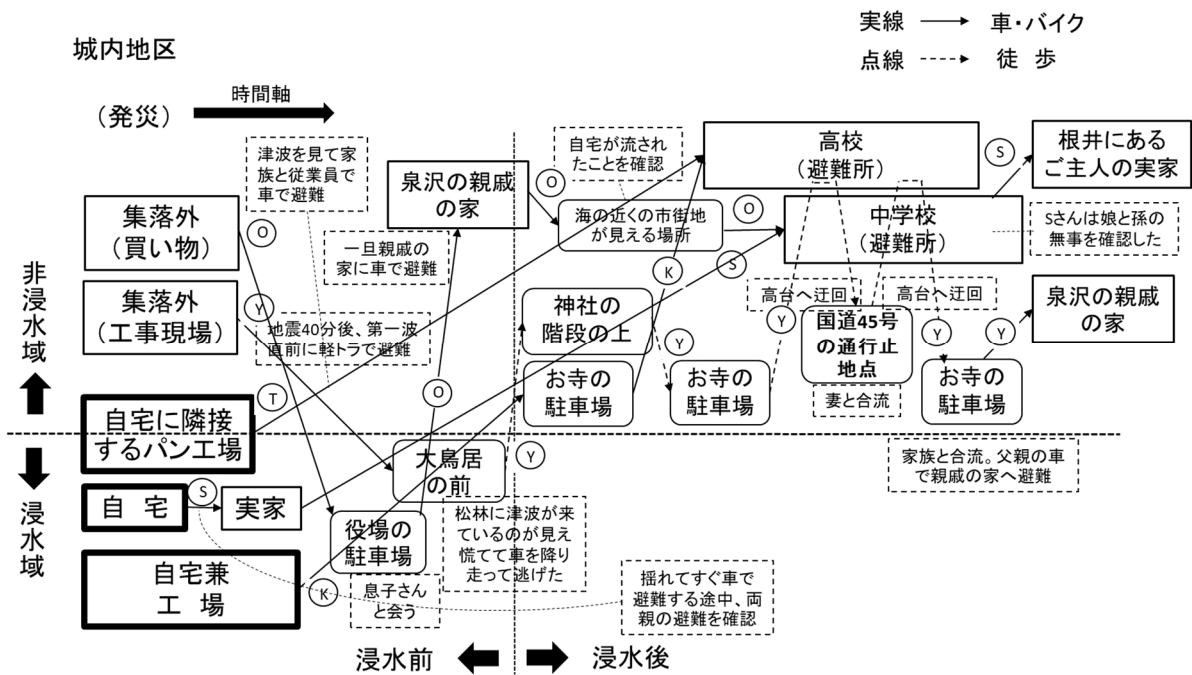 実線
車・バイク
点線
徒 歩
城内地区
（発災）
時間軸
津波を見て家
族と従業員で
車で避難
自宅が流され
たことを確認
高校
（避難所）
S
根井にある
ご主人の実家
泉沢の親戚
の家
O
海の近くの市街地
が見える場所
O
中学校
（避難所）
Sさんは娘と孫の
無事を確認した
集落外
（買い物）
O
一旦親戚の
家に車で避難
K
S
非浸水域
集落外
（工事現場）
Y
地震40分後、第一波
直前に軽トラで避難
神社の
階段の上
高台へ迂回
高台へ迂回
泉沢の親戚
の家
Y
Y
国道45号
の通行止
地点
Y
Y
お寺の
駐車場
お寺の
駐車場
お寺の
駐車場
妻と合流
O
T
自宅に隣接
するパン工場
大鳥居
の前
Y
家族と合流。父親の車
で親戚の家へ避難
浸水域
自 宅
S
実家
役場の
駐車場
松林に津波が来
ているのが見え
慌てて車を降り
走って逃げた
自宅兼
工 場
K
息子さん
と会う
揺れてすぐ車で
避難する途中、両
親の避難を確認
浸水前
浸水後